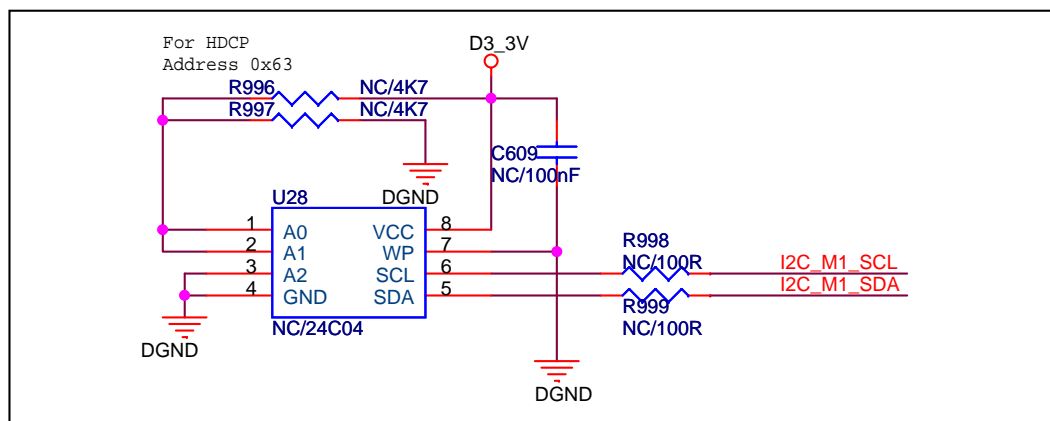 For HDCP
Address 0x63
D3_3V
R996 NC/4K7
R997 NC/4K7
C609
NC/100nF
DGND
U28
1 A0 VCC 8
2 A1 WP 7
3 A2 SCL 6
4 GND SDA 5
NC/24C04
DGND
R998
NC/100R
I2C_M1_SCL
I2C_M1_SDA
R999
NC/100R
DGND